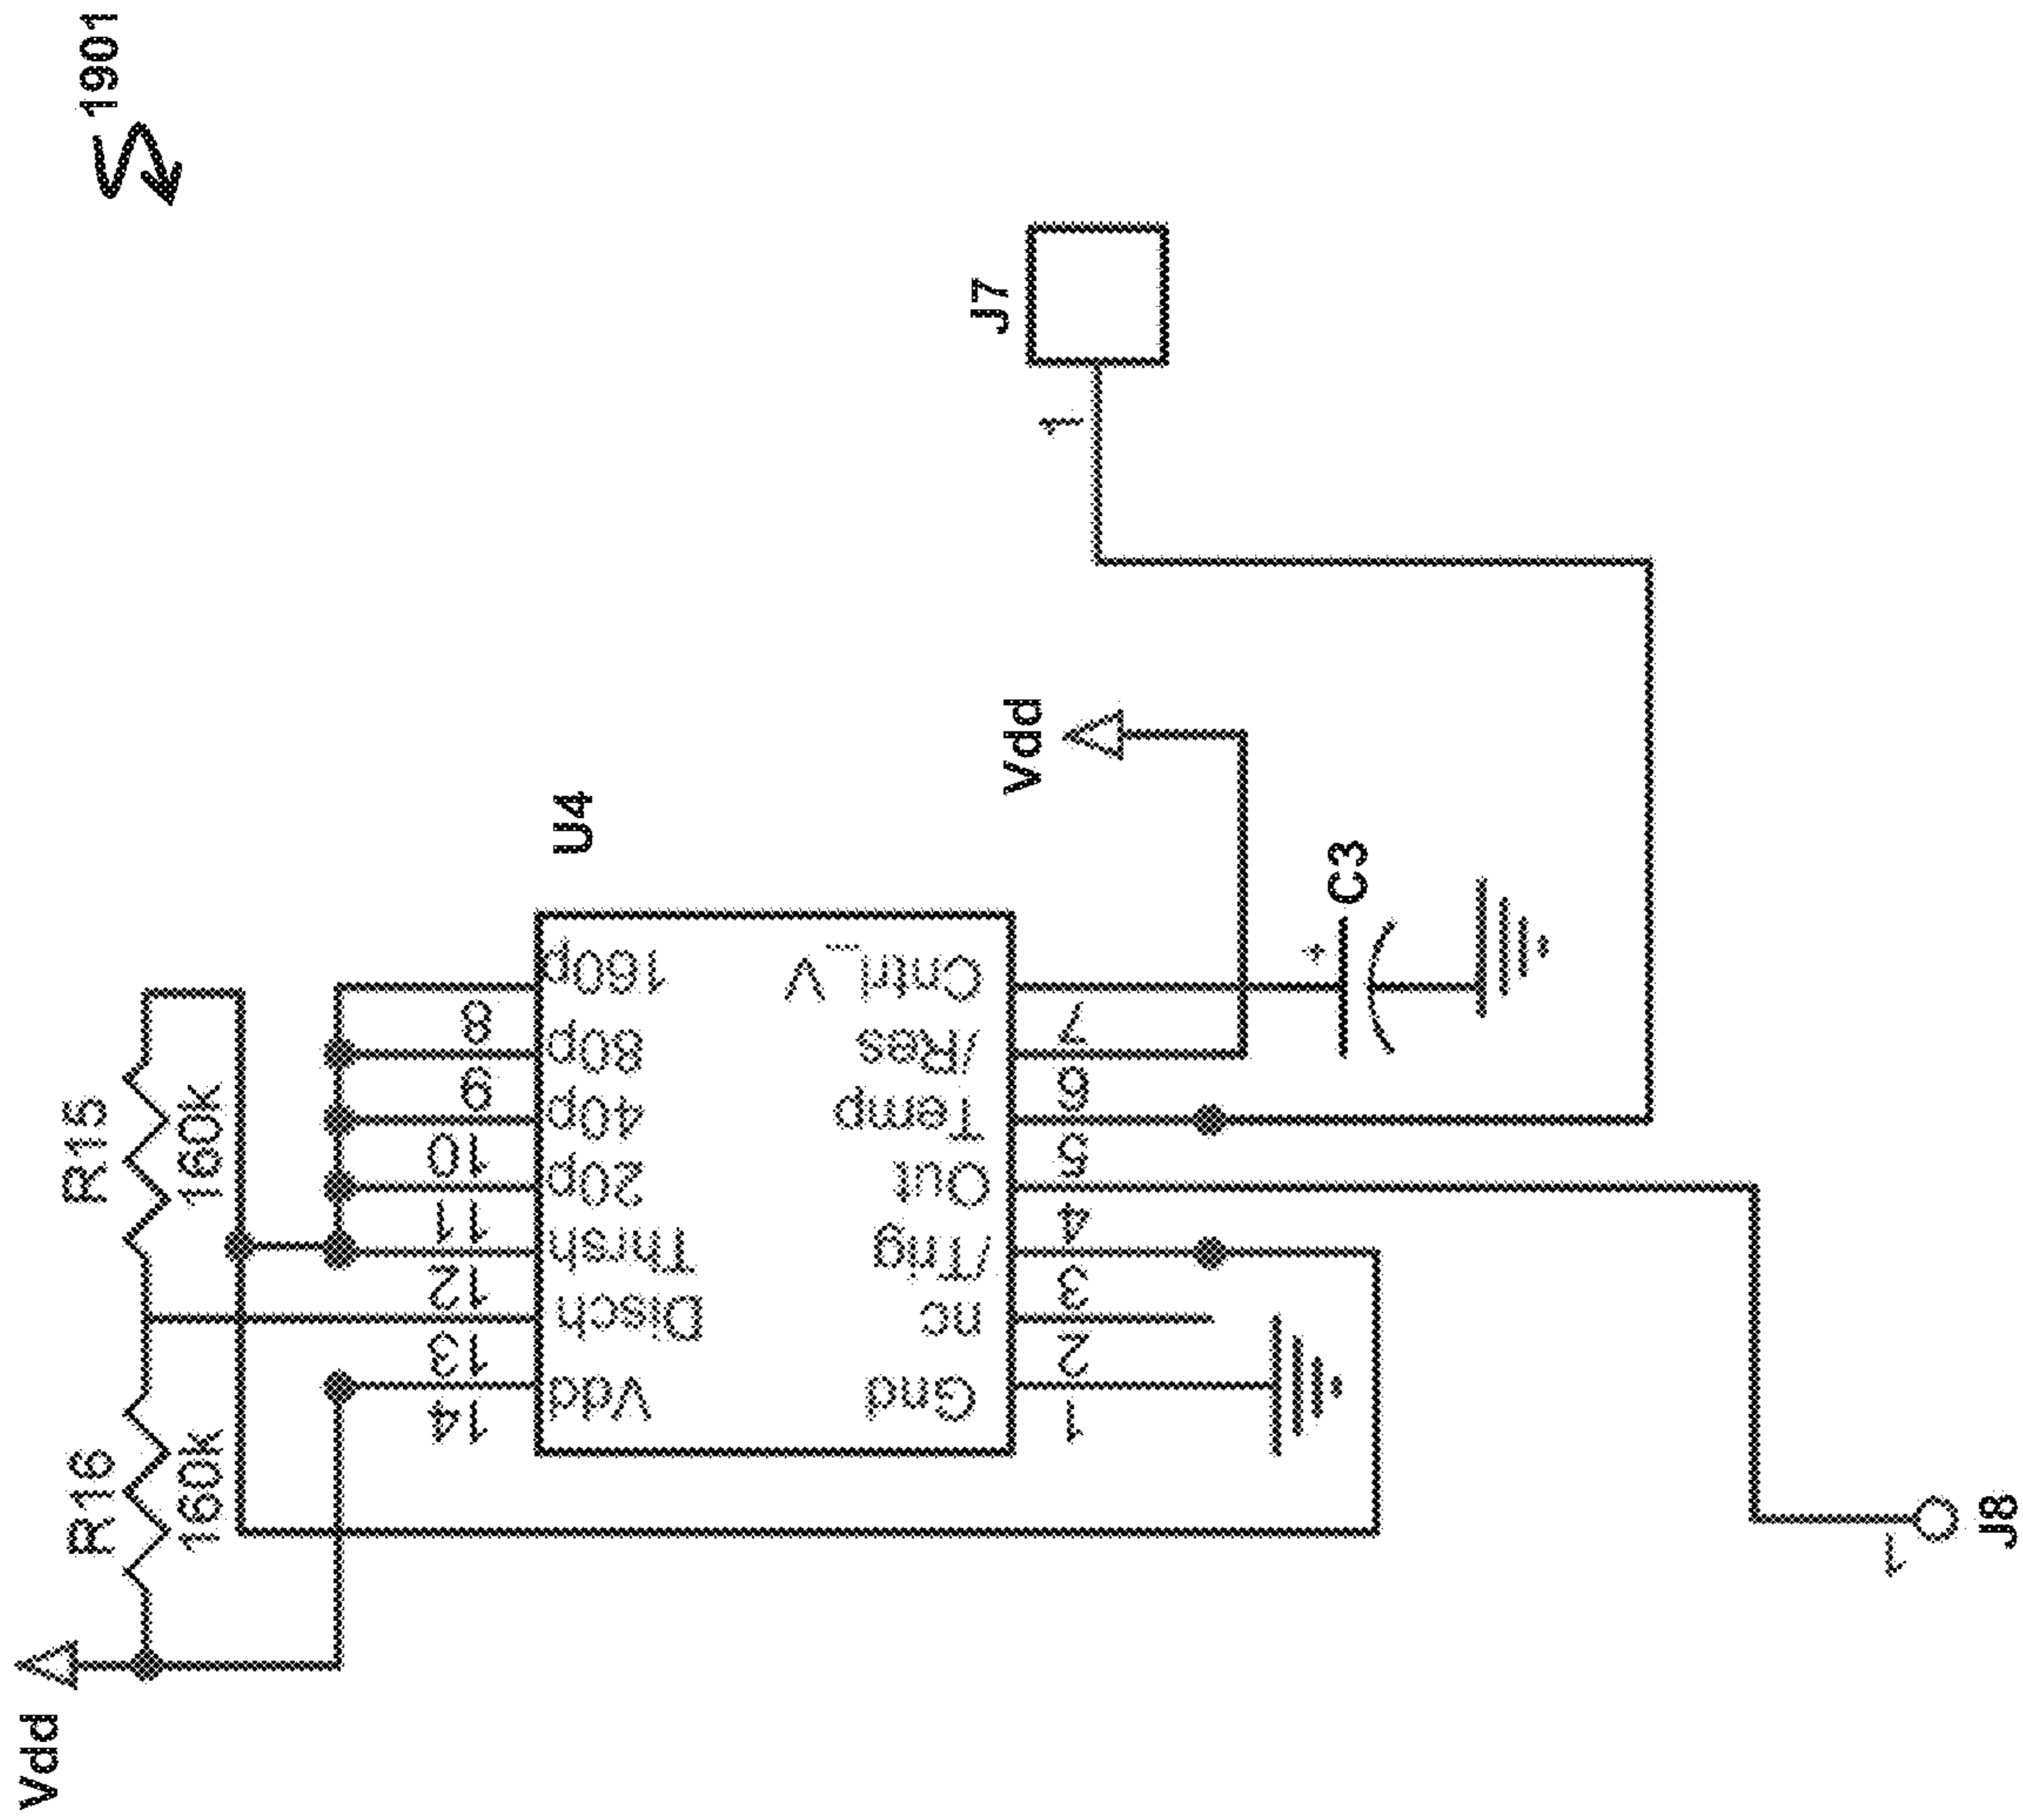 1901
J7
1
Vdd
U4
C3
+
R15
160k
R16
160k
Vdd
160p
80p
40p
20p
Thrsh
Disch
Vdd
8
9
10
11
12
13
14
Cntrl_V
/Res
Temp
Out
/Trig
nc
Gnd
7
6
5
4
3
2
1
1
J8